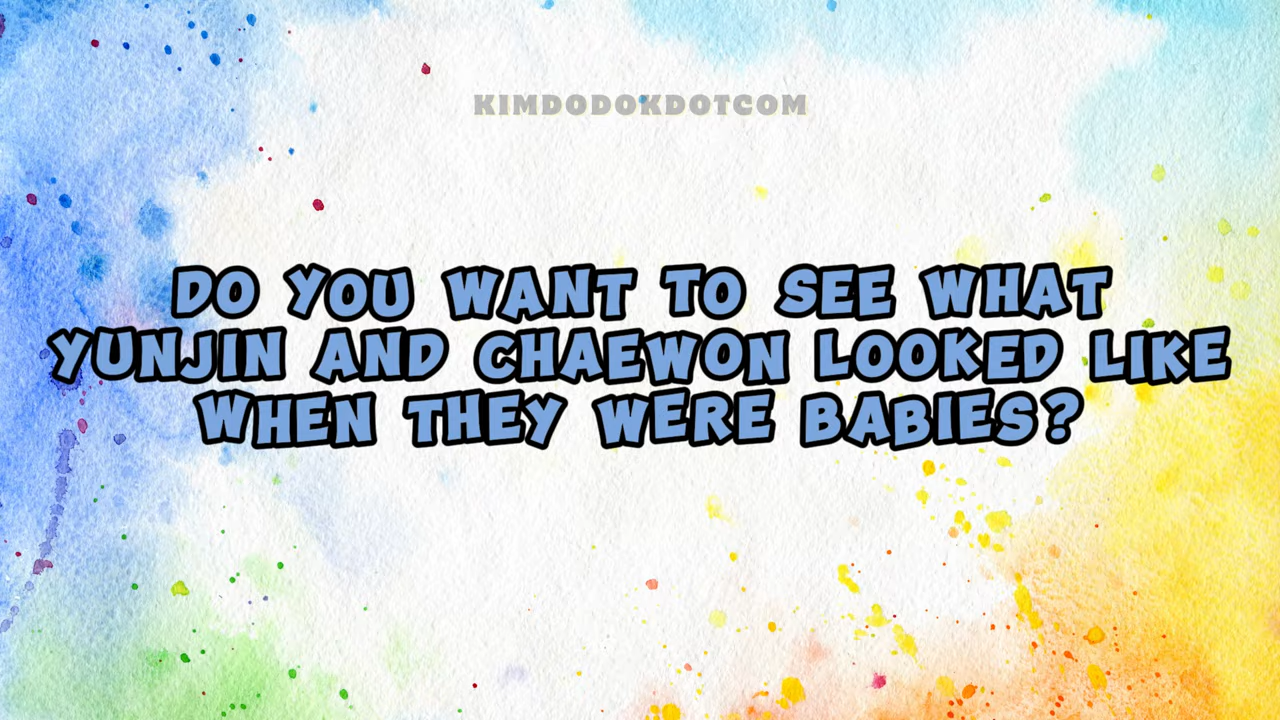 KIMDODOKDOTCOM
DO YOU WANT TO SEE WHAT
YUNJIN AND CHAEWON LOOKED LIKE
WHEN THEY WERE BABIES?